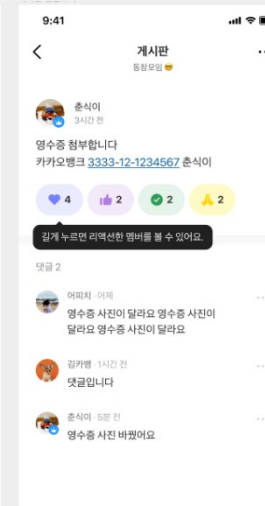 9:41
게시판
동창모임
춘식이
3시간 전
영수증 첨부합니다
카카오뱅크 3333-12-1234567 춘식이
4 2 2 2
길게 누르면 리액션한 멤버를 볼 수 있어요.
댓글 2
어피치 · 어제
영수증 사진이 달라요 영수증 사진이
달라요 영수증 사진이 달라요
김카뱅 · 1시간 전
댓글입니다
춘식이 · 5분 전
영수증 사진 바꿨어요